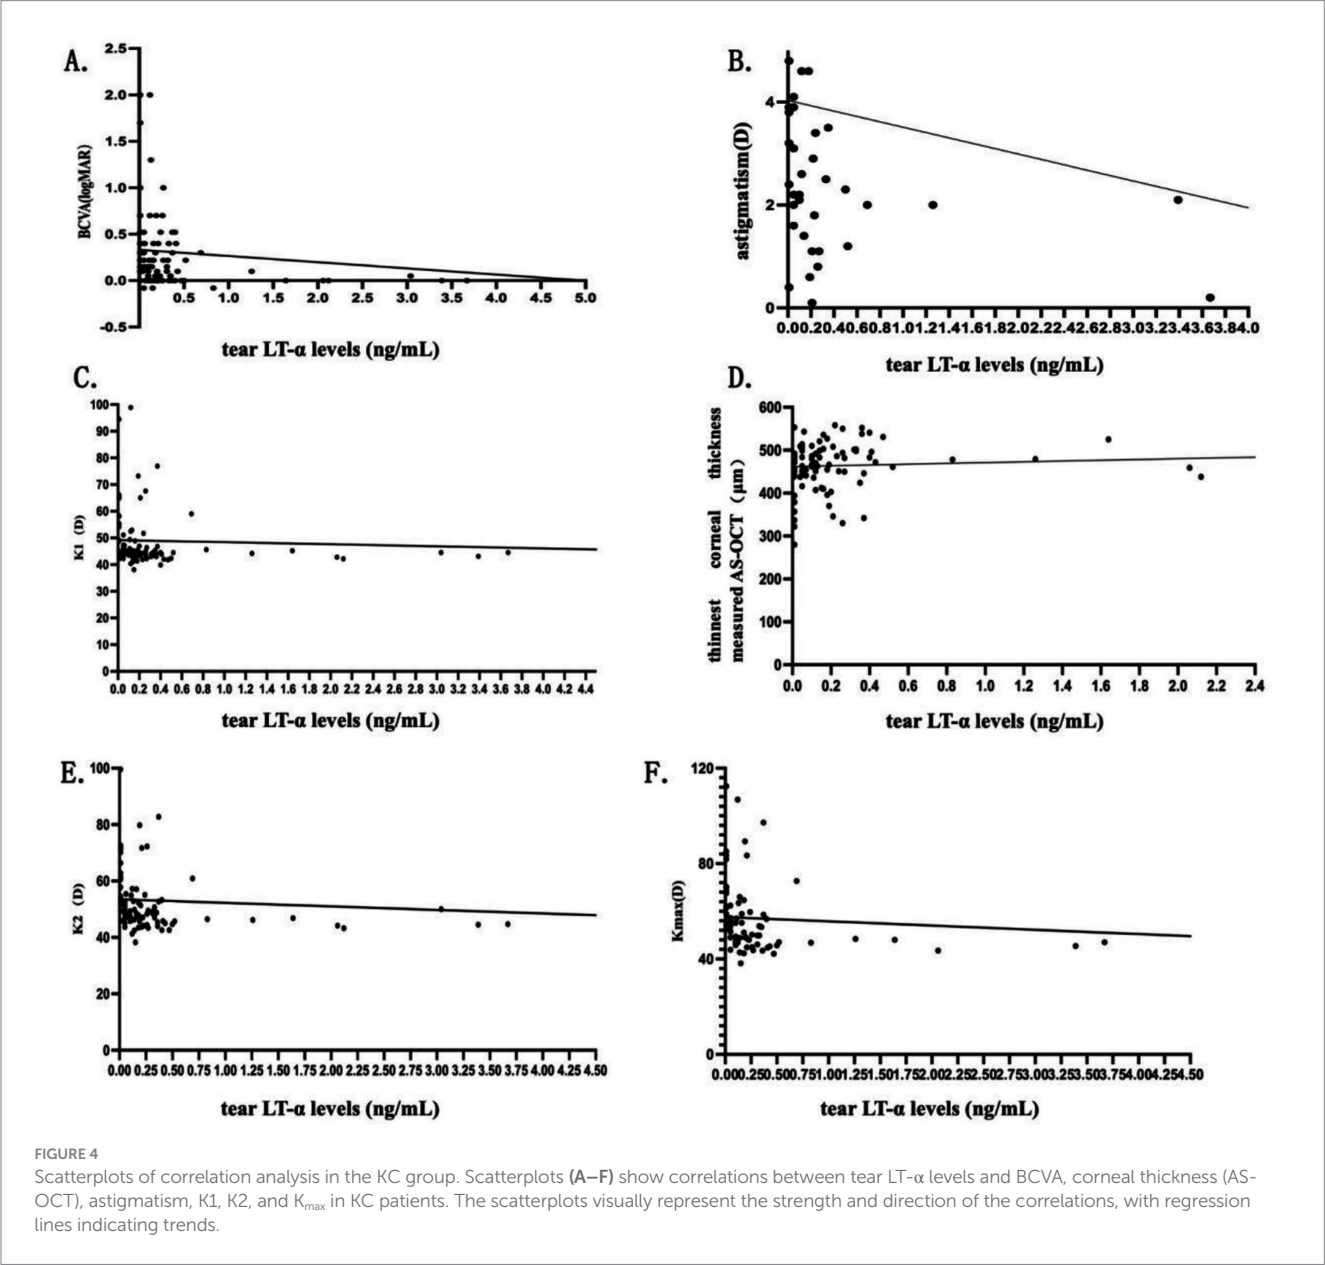 A.
BCVA(logMAR)
2.5
2.0
1.5
1.0
0.5
0.0
-0.5
0.5 1.0 1.5 2.0 2.5 3.0 3.5 4.0 4.5 5.0
tear LT-α levels (ng/mL)
B.
astigmatism(D)
4
2
0
0.00.20.40.60.81.01.21.41.61.82.02.22.42.62.83.03.23.43.63.84.0
tear LT-α levels (ng/mL)
C.
K1 (D)
100
90
80
70
60
50
40
30
20
10
0
0.0 0.2 0.4 0.6 0.8 1.0 1.2 1.4 1.6 1.8 2.0 2.2 2.4 2.6 2.8 3.0 3.2 3.4 3.6 3.8 4.0 4.2 4.4
tear LT-α levels (ng/mL)
D.
thinnest corneal thickness
measured AS-OCT (μm)
600
500
400
300
200
100
0
0.0 0.2 0.4 0.6 0.8 1.0 1.2 1.4 1.6 1.8 2.0 2.2 2.4
tear LT-α levels (ng/mL)
E.
K2 (D)
100
80
60
40
20
0
0.00 0.25 0.50 0.75 1.00 1.25 1.50 1.75 2.00 2.25 2.50 2.75 3.00 3.25 3.50 3.75 4.00 4.25 4.50
tear LT-α levels (ng/mL)
F.
Kmax(D)
120
80
40
0
0.000.250.500.751.001.251.501.752.002.252.502.753.003.253.503.754.004.254.50
tear LT-α levels (ng/mL)
FIGURE 4
Scatterplots of correlation analysis in the KC group. Scatterplots (A–F) show correlations between tear LT-α levels and BCVA, corneal thickness (AS-
OCT), astigmatism, K1, K2, and Kmax in KC patients. The scatterplots visually represent the strength and direction of the correlations, with regression
lines indicating trends.